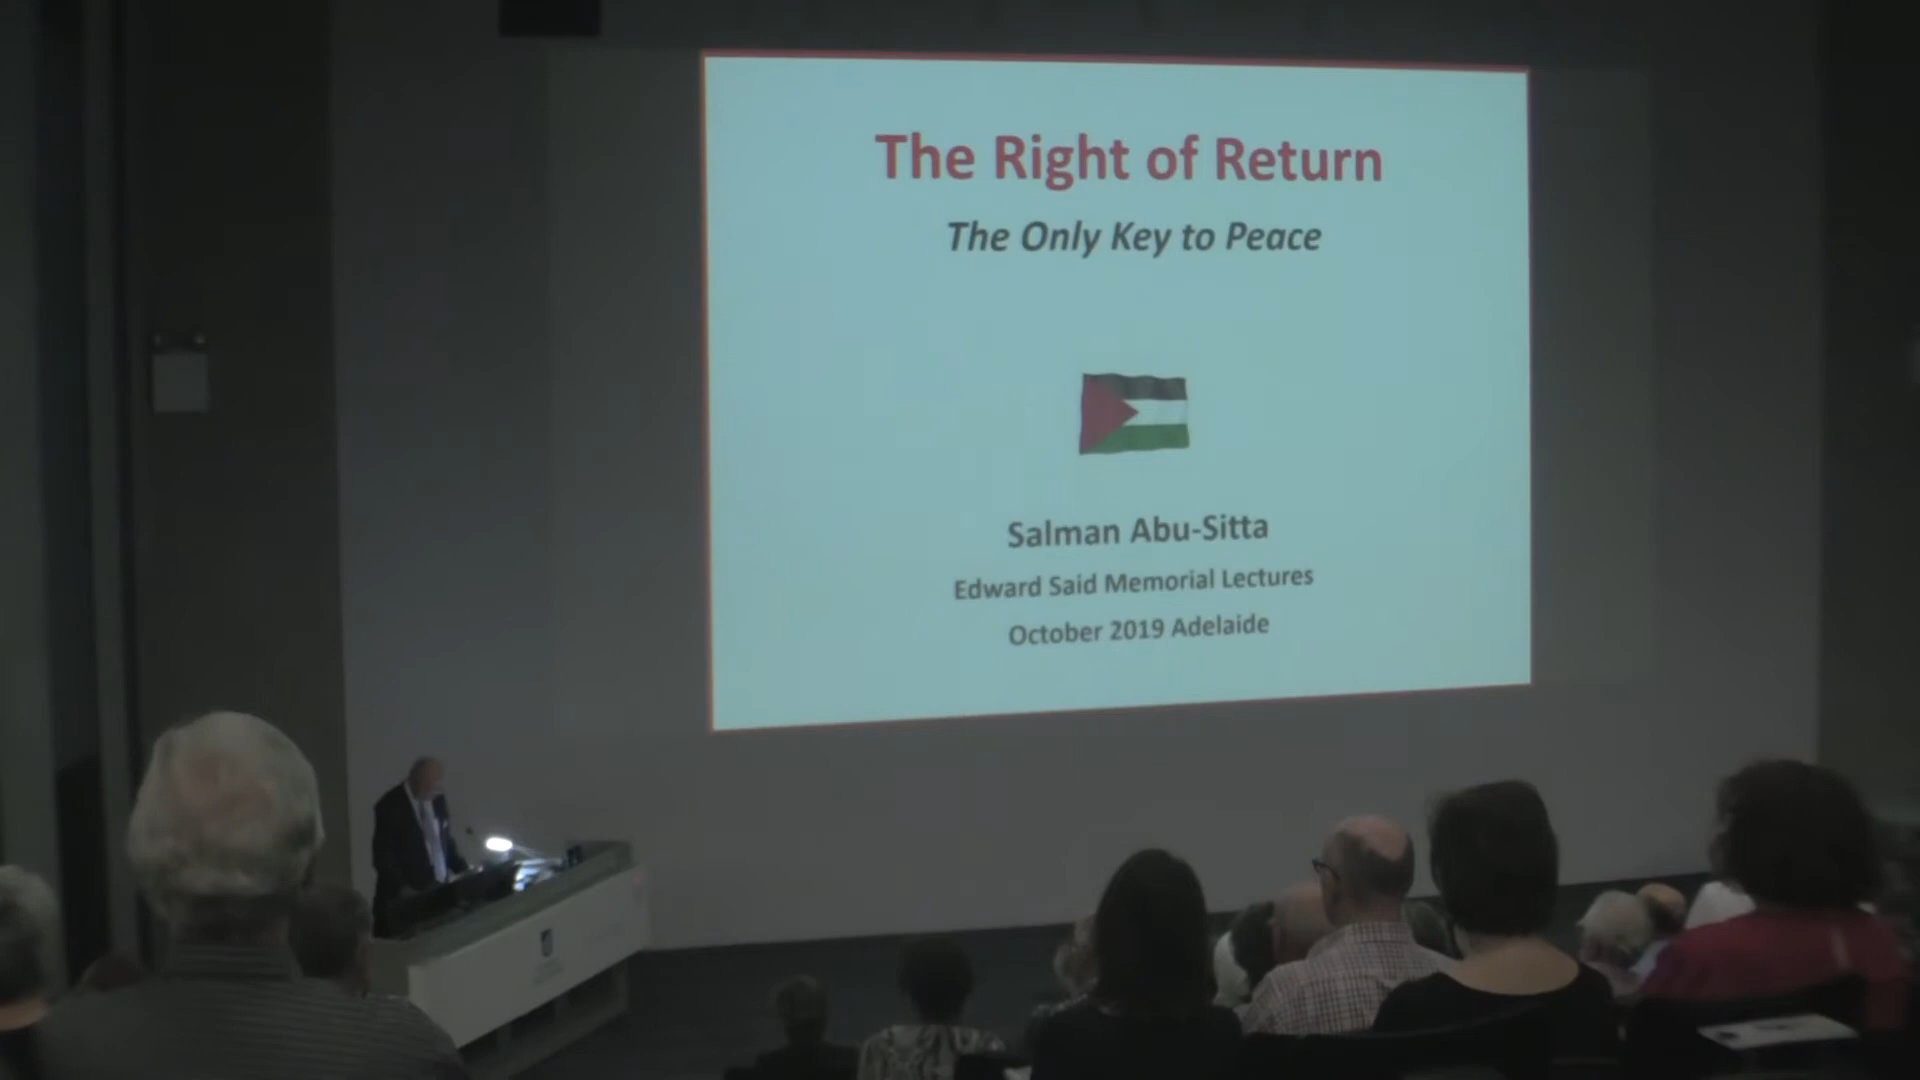 The Right of Return
The Only Key to Peace
Salman Abu-Sitta
Edward Said Memorial Lectures
October 2019 Adelaide